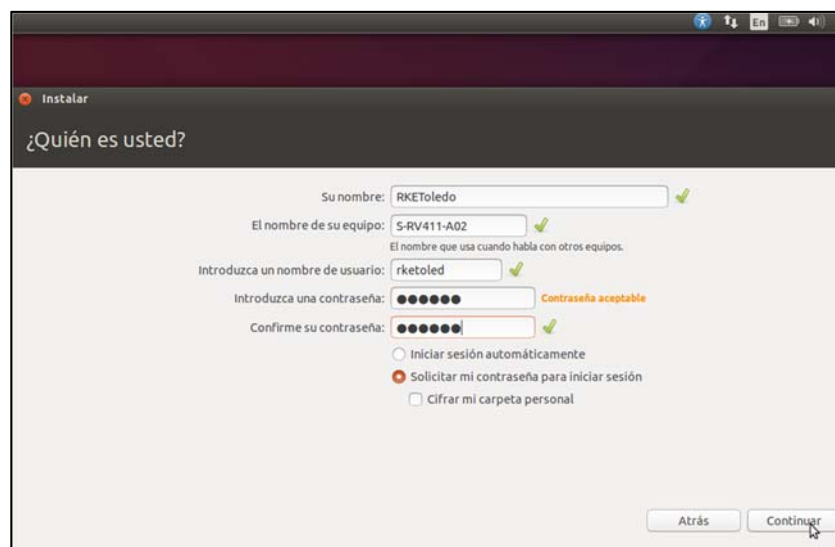 En
Instalar
¿Quién es usted?
Su nombre: RKEToledo
El nombre de su equipo: S-RV411-A02
El nombre que usa cuando habla con otros equipos.
Introduzca un nombre de usuario: rketoled
Introduzca una contraseña: ●●●●●● Contraseña aceptable
Confirme su contraseña: ●●●●●●
Iniciar sesión automáticamente
Solicitar mi contraseña para iniciar sesión
Cifrar mi carpeta personal
Atrás Continuar